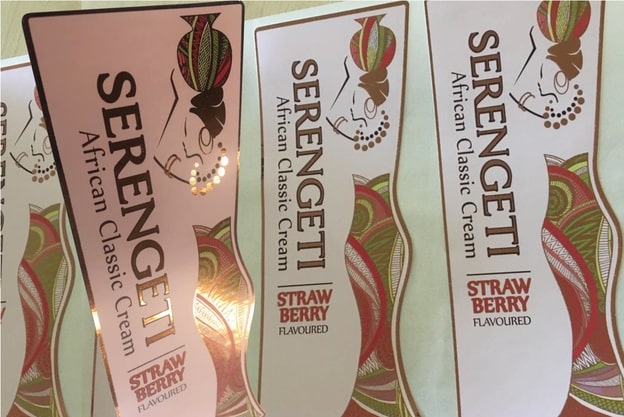 SERENGETI
African Classic Cream
STRAW
BERRY
FLAVOURED
SERENGETI
African Classic Cream
STRAW
BERRY
FLAVOURED
SERENGETI
African Classic Cream
STRAW
BERRY
FLAVOURED